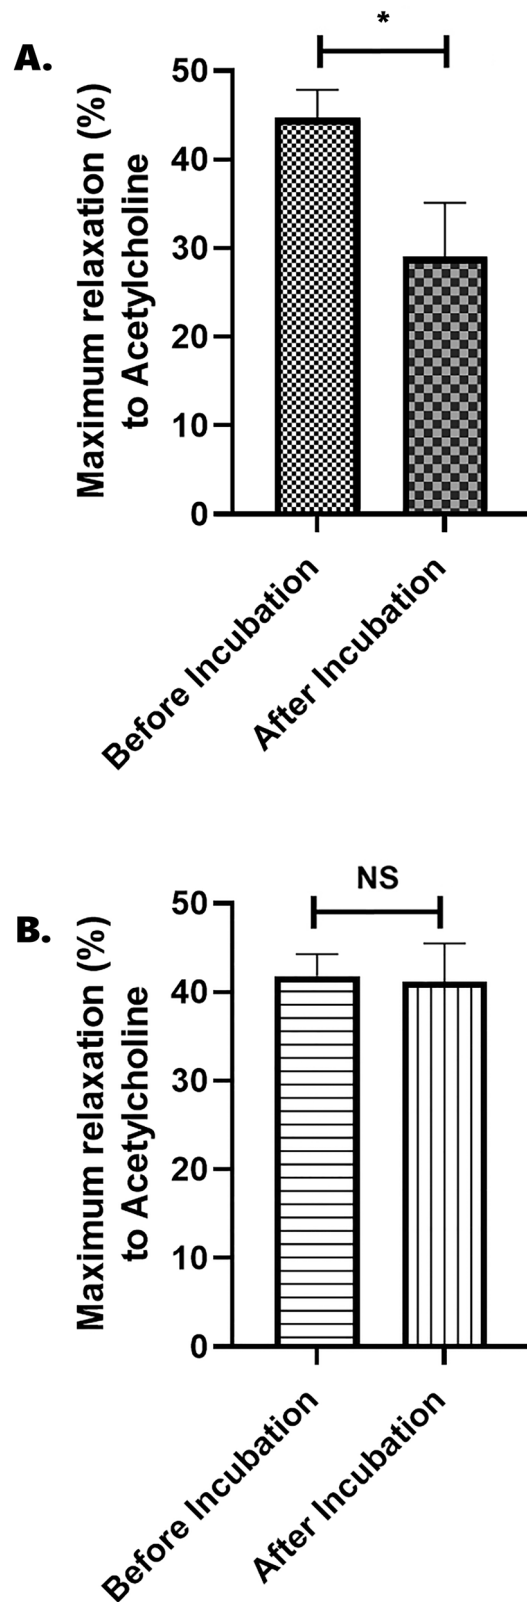 A.
*
Maximum relaxation (%)
to Acetylcholine
50
40
30
20
10
0
Before Incubation
After Incubation
B.
NS
Maximum relaxation (%)
to Acetylcholine
50
40
30
20
10
0
Before Incubation
After Incubation